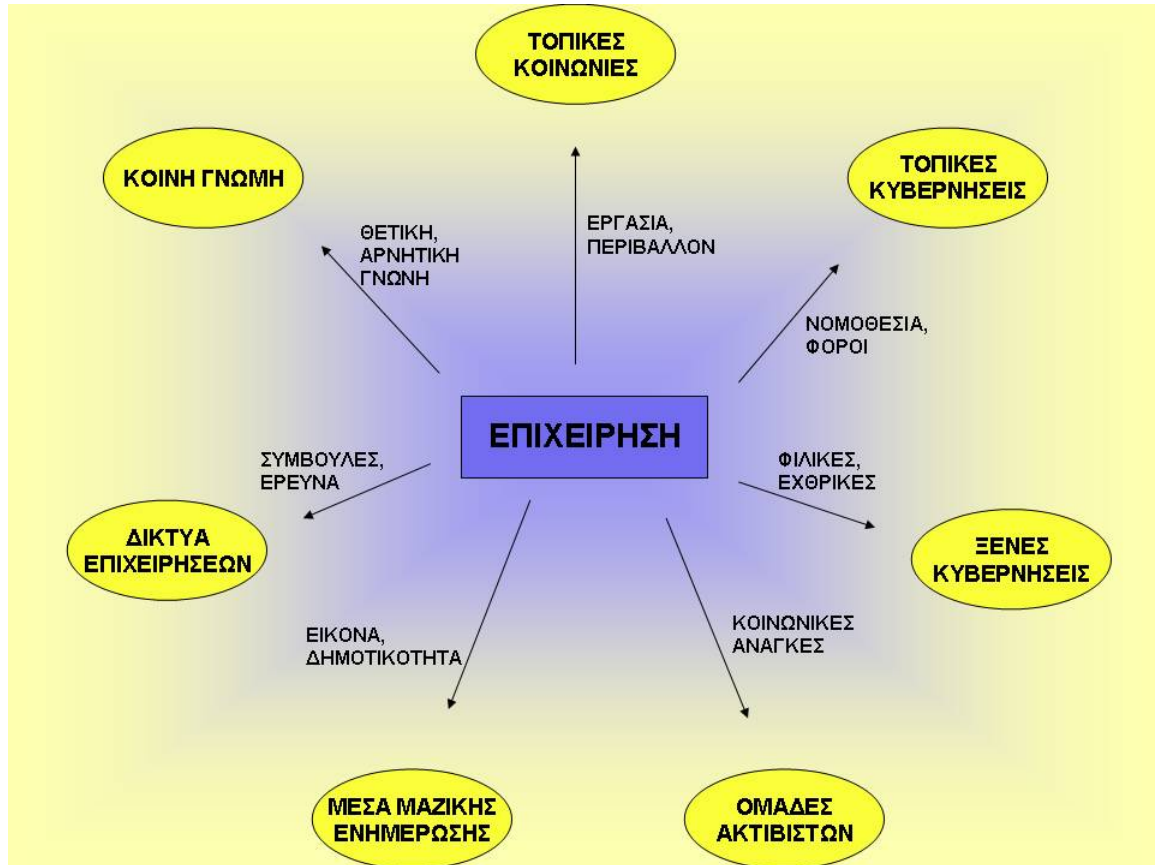 ΤΟΠΙΚΕΣ
ΚΟΙΝΩΝΙΕΣ
ΚΟΙΝΗ ΓΝΩΜΗ
ΤΟΠΙΚΕΣ
ΚΥΒΕΡΝΗΣΕΙΣ
ΘΕΤΙΚΗ,
ΑΡΝΗΤΙΚΗ
ΓΝΩΝΗ
ΕΡΓΑΣΙΑ,
ΠΕΡΙΒΑΛΛΟΝ
ΝΟΜΟΘΕΣΙΑ,
ΦΟΡΟΙ
ΕΠΙΧΕΙΡΗΣΗ
ΣΥΜΒΟΥΛΕΣ,
ΕΡΕΥΝΑ
ΦΙΛΙΚΕΣ,
ΕΧΘΡΙΚΕΣ
ΔΙΚΤΥΑ
ΕΠΙΧΕΙΡΗΣΕΩΝ
ΞΕΝΕΣ
ΚΥΒΕΡΝΗΣΕΙΣ
ΕΙΚΟΝΑ,
ΔΗΜΟΤΙΚΟΤΗΤΑ
ΚΟΙΝΩΝΙΚΕΣ
ΑΝΑΓΚΕΣ
ΜΕΣΑ ΜΑΖΙΚΗΣ
ΕΝΗΜΕΡΩΣΗΣ
ΟΜΑΔΕΣ
ΑΚΤΙΒΙΣΤΩΝ